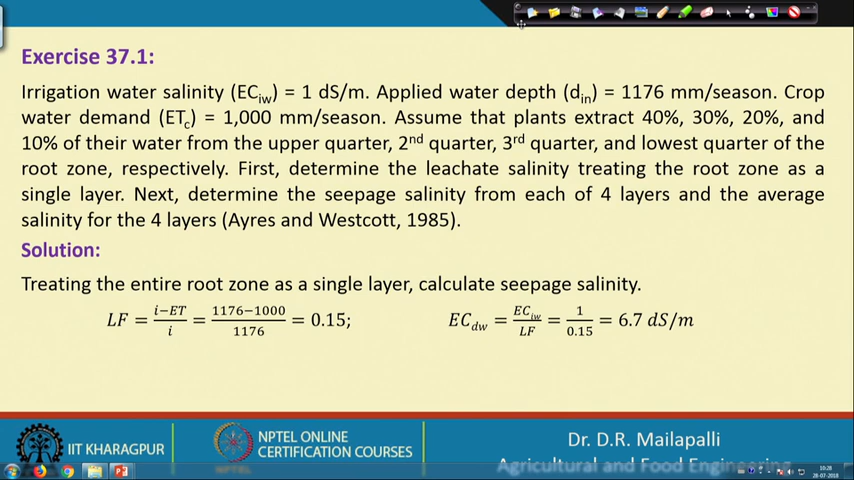 Exercise 37.1:
Irrigation water salinity (ECiw) = 1 dS/m. Applied water depth (din) = 1176 mm/season. Crop
water demand (ETc) = 1,000 mm/season. Assume that plants extract 40%, 30%, 20%, and
10% of their water from the upper quarter, 2nd quarter, 3rd quarter, and lowest quarter of the
root zone, respectively. First, determine the leachate salinity treating the root zone as a
single layer. Next, determine the seepage salinity from each of 4 layers and the average
salinity for the 4 layers (Ayres and Westcott, 1985).
Solution:
Treating the entire root zone as a single layer, calculate seepage salinity.
LF = (i−ET)/i = (1176−1000)/1176 = 0.15; ECdw = ECiw/LF = 1/0.15 = 6.7 dS/m
IIT KHARAGPUR
NPTEL ONLINE
CERTIFICATION COURSES
Dr. D.R. Mailapalli
Agricultural and Food Engineering
10:28
28-07-2018